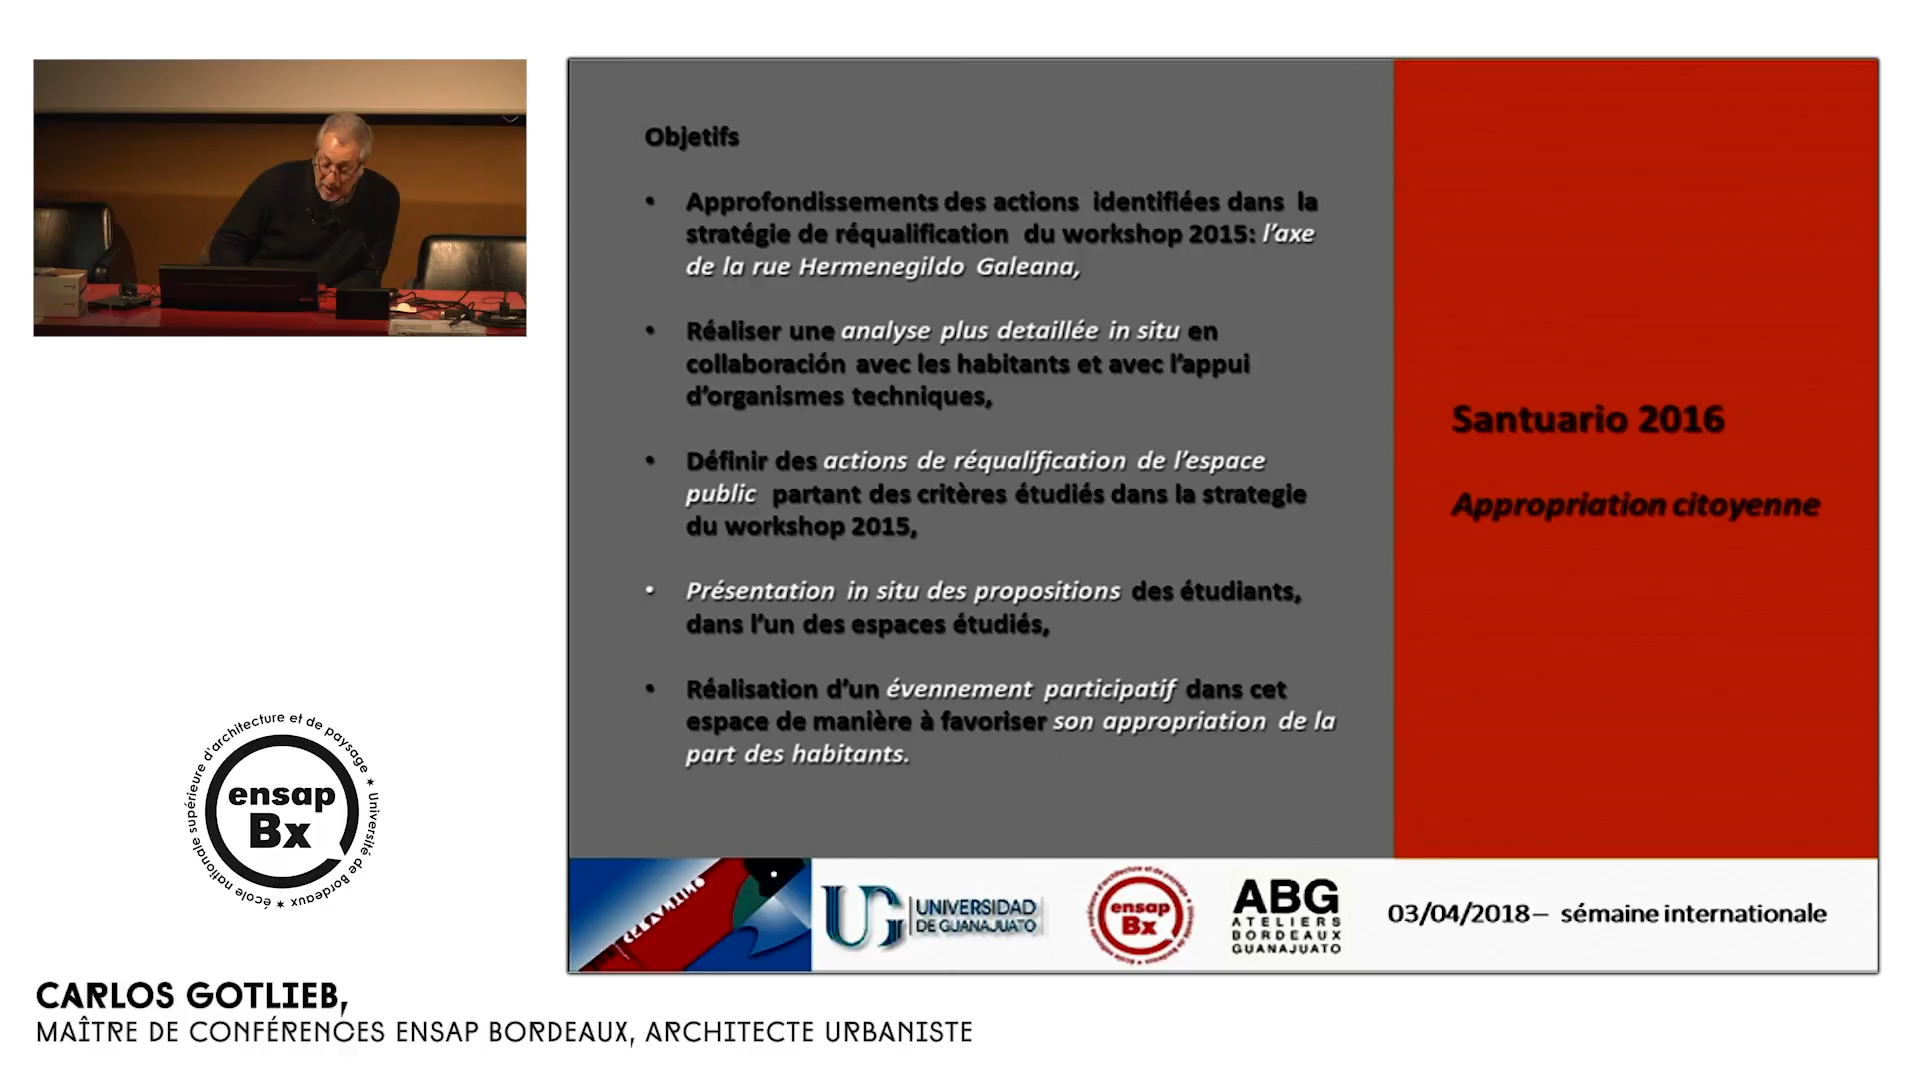 Objetifs
• Approfondissements des actions identifiées dans la
stratégie de réqualification du workshop 2015: l’axe
de la rue Hermenegildo Galeana,
• Réaliser une analyse plus detaillée in situ en
collaboración avec les habitants et avec l’appui
d’organismes techniques,
• Définir des actions de réqualification de l’espace
public partant des critères étudiés dans la strategie
du workshop 2015,
• Présentation in situ des propositions des étudiants,
dans l’un des espaces étudiés,
• Réalisation d’un évennement participatif dans cet
espace de manière à favoriser son appropriation de la
part des habitants.
Santuario 2016
Appropriation citoyenne
UG UNIVERSIDAD
DE GUANAJUATO
ensap
Bx
ABG
ATELIERS
BORDEAUX
GUANAJUATO
03/04/2018– sémaine internationale
école nationale supérieure d'architecture et de paysage * Université de Bordeaux *
ensap
Bx
CARLOS GOTLIEB,
MAÎTRE DE CONFÉRENCES ENSAP BORDEAUX, ARCHITECTE URBANISTE